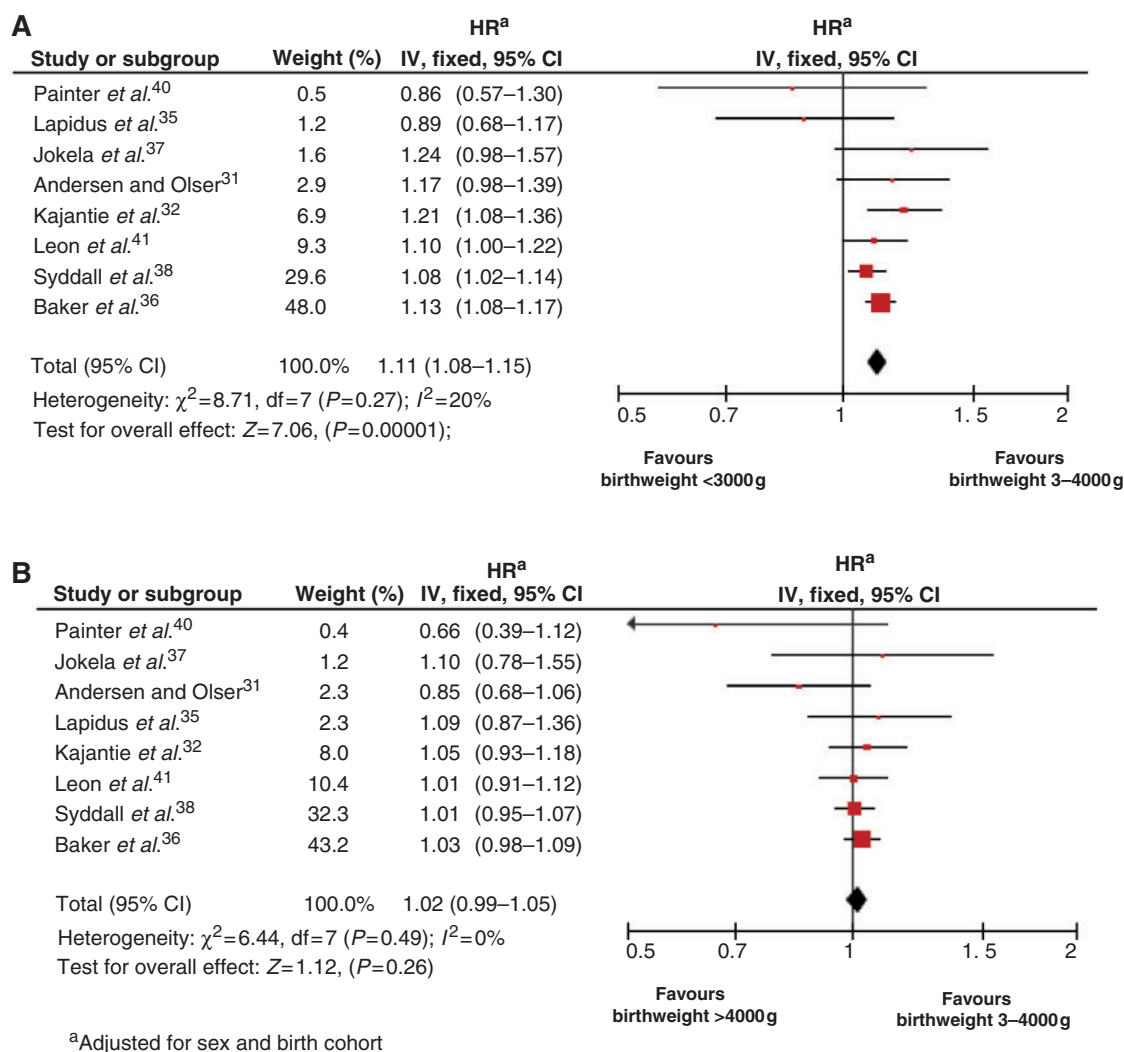 A
HRᵃ HRᵃ
Study or subgroup Weight (%) IV, fixed, 95% CI IV, fixed, 95% CI
Painter et al.⁴⁰ 0.5 0.86 (0.57–1.30)
Lapidus et al.³⁵ 1.2 0.89 (0.68–1.17)
Jokela et al.³⁷ 1.6 1.24 (0.98–1.57)
Andersen and Olser³¹ 2.9 1.17 (0.98–1.39)
Kajantie et al.³² 6.9 1.21 (1.08–1.36)
Leon et al.⁴¹ 9.3 1.10 (1.00–1.22)
Syddall et al.³⁸ 29.6 1.08 (1.02–1.14)
Baker et al.³⁶ 48.0 1.13 (1.08–1.17)
Total (95% CI) 100.0% 1.11 (1.08–1.15)
Heterogeneity: χ²=8.71, df=7 (P=0.27); I²=20%
Test for overall effect: Z=7.06, (P=0.00001);
0.5 0.7 1 1.5 2
Favours Favours
birthweight <3000 g birthweight 3–4000 g
B
HRᵃ HRᵃ
Study or subgroup Weight (%) IV, fixed, 95% CI IV, fixed, 95% CI
Painter et al.⁴⁰ 0.4 0.66 (0.39–1.12)
Jokela et al.³⁷ 1.2 1.10 (0.78–1.55)
Andersen and Olser³¹ 2.3 0.85 (0.68–1.06)
Lapidus et al.³⁵ 2.3 1.09 (0.87–1.36)
Kajantie et al.³² 8.0 1.05 (0.93–1.18)
Leon et al.⁴¹ 10.4 1.01 (0.91–1.12)
Syddall et al.³⁸ 32.3 1.01 (0.95–1.07)
Baker et al.³⁶ 43.2 1.03 (0.98–1.09)
Total (95% CI) 100.0% 1.02 (0.99–1.05)
Heterogeneity: χ²=6.44, df=7 (P=0.49); I²=0%
Test for overall effect: Z=1.12, (P=0.26)
0.5 0.7 1 1.5 2
Favours Favours
birthweight >4000 g birthweight 3–4000 g
ᵃAdjusted for sex and birth cohort